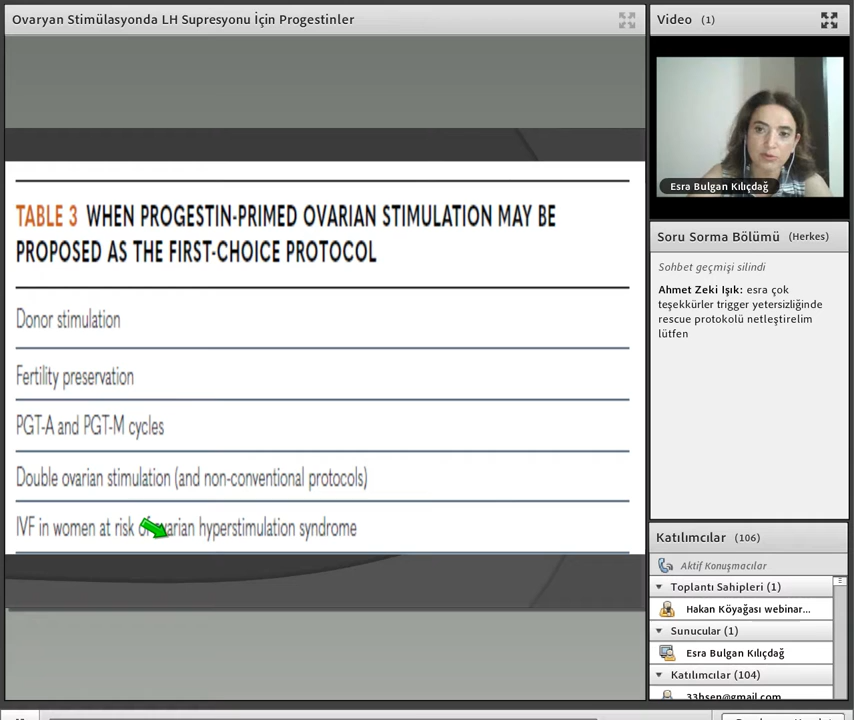 Ovaryan Stimülasyonda LH Supresyonu İçin Progestinler
TABLE 3 WHEN PROGESTIN-PRIMED OVARIAN STIMULATION MAY BE
PROPOSED AS THE FIRST-CHOICE PROTOCOL
Donor stimulation
Fertility preservation
PGT-A and PGT-M cycles
Double ovarian stimulation (and non-conventional protocols)
IVF in women at risk of ovarian hyperstimulation syndrome
Video (1)
Esra Bulgan Kılıçdağ
Soru Sorma Bölümü (Herkes)
Sohbet geçmişi silindi
Ahmet Zeki Işık: esra çok
teşekkürler trigger yetersizliğinde
rescue protokolü netleştirelim
lütfen
Katılımcılar (106)
Aktif Konuşmacılar
Toplantı Sahipleri (1)
Hakan Köyağası webinar...
Sunucular (1)
Esra Bulgan Kılıçdağ
Katılımcılar (104)